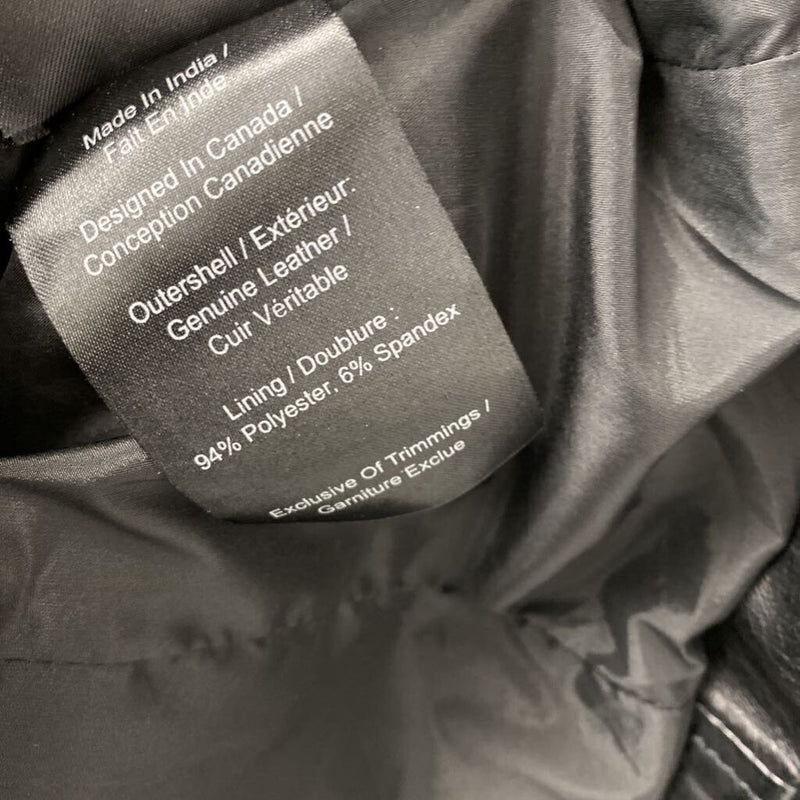 Made In India /
Fait En Inde
Designed In Canada /
Conception Canadienne
Outershell / Extérieur:
Genuine Leather /
Cuir Véritable
Lining / Doublure :
94% Polyester, 6% Spandex
Exclusive Of Trimmings /
Garniture Exclue